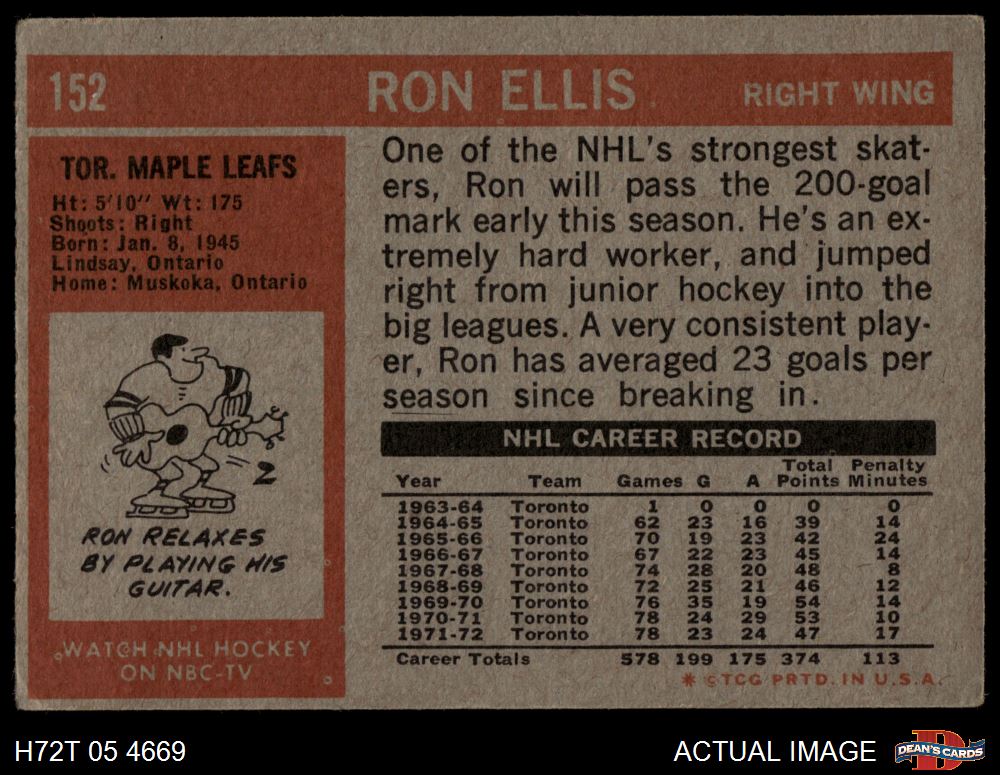 152 RON ELLIS RIGHT WING
TOR. MAPLE LEAFS
Ht: 5'10" Wt: 175
Shoots: Right
Born: Jan. 8, 1945
Lindsay, Ontario
Home: Muskoka, Ontario
RON RELAXES
BY PLAYING HIS
GUITAR.
WATCH NHL HOCKEY
ON NBC-TV
One of the NHL's strongest skat-
ers, Ron will pass the 200-goal
mark early this season. He's an ex-
tremely hard worker, and jumped
right from junior hockey into the
big leagues. A very consistent play-
er, Ron has averaged 23 goals per
season since breaking in.
NHL CAREER RECORD
Year Team Games G A Total Points Penalty Minutes
1963-64 Toronto 1 0 0 0 0
1964-65 Toronto 62 23 16 39 14
1965-66 Toronto 70 19 23 42 24
1966-67 Toronto 67 22 23 45 14
1967-68 Toronto 74 28 20 48 8
1968-69 Toronto 72 25 21 46 12
1969-70 Toronto 76 35 19 54 14
1970-71 Toronto 78 24 29 53 10
1971-72 Toronto 78 23 24 47 17
Career Totals 578 199 175 374 113
* ©TCG PRTD. IN U.S.A.
H72T 05 4669 ACTUAL IMAGE DEAN'S CARDS